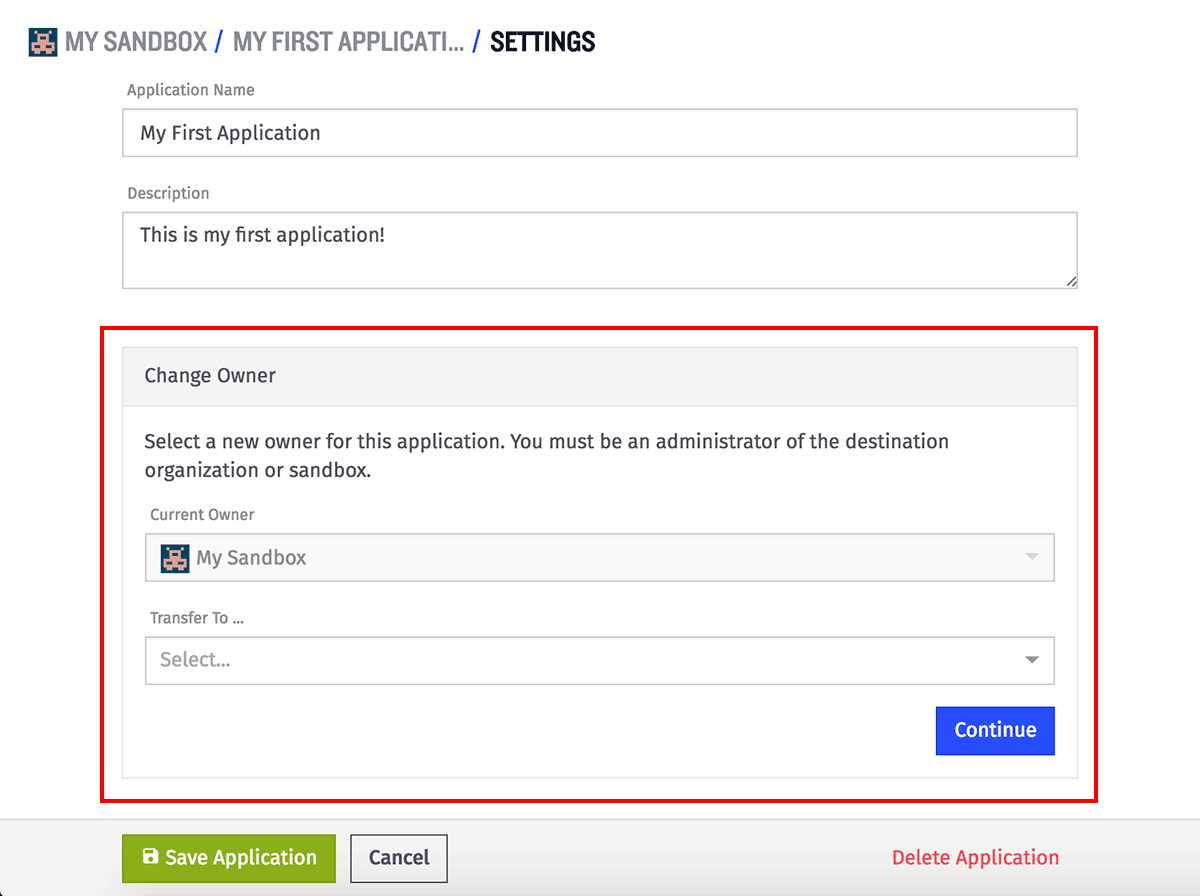 MY SANDBOX / MY FIRST APPLICATI... / SETTINGS
Application Name
My First Application
Description
This is my first application!
Change Owner
Select a new owner for this application. You must be an administrator of the destination
organization or sandbox.
Current Owner
My Sandbox
Transfer To ...
Select...
Continue
Save Application
Cancel
Delete Application